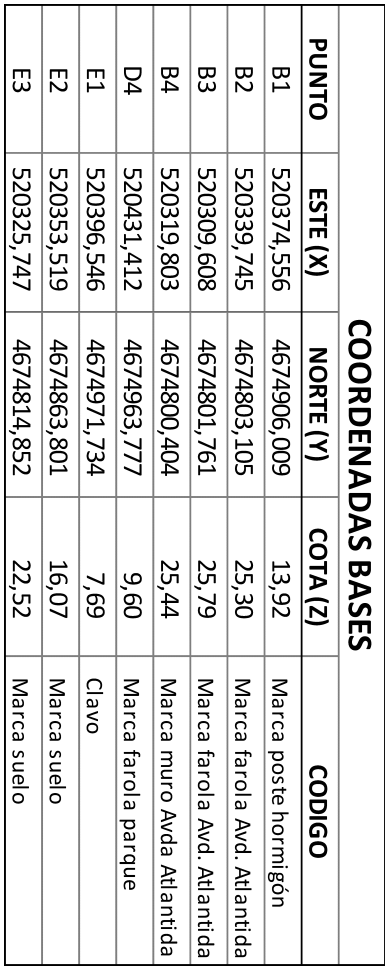 COORDENADAS BASES
PUNTO ESTE (X) NORTE (Y) COTA (Z) CODIGO
B1 520374,556 4674906,009 13,92 Marca poste hormigón
B2 520339,745 4674803,105 25,30 Marca farola Avd. Atlantida
B3 520309,608 4674801,761 25,79 Marca farola Avd. Atlantida
B4 520319,803 4674800,404 25,44 Marca muro Avda Atlantida
D4 520431,412 4674963,777 9,60 Marca farola parque
E1 520396,546 4674971,734 7,69 Clavo
E2 520353,519 4674863,801 16,07 Marca suelo
E3 520325,747 4674814,852 22,52 Marca suelo